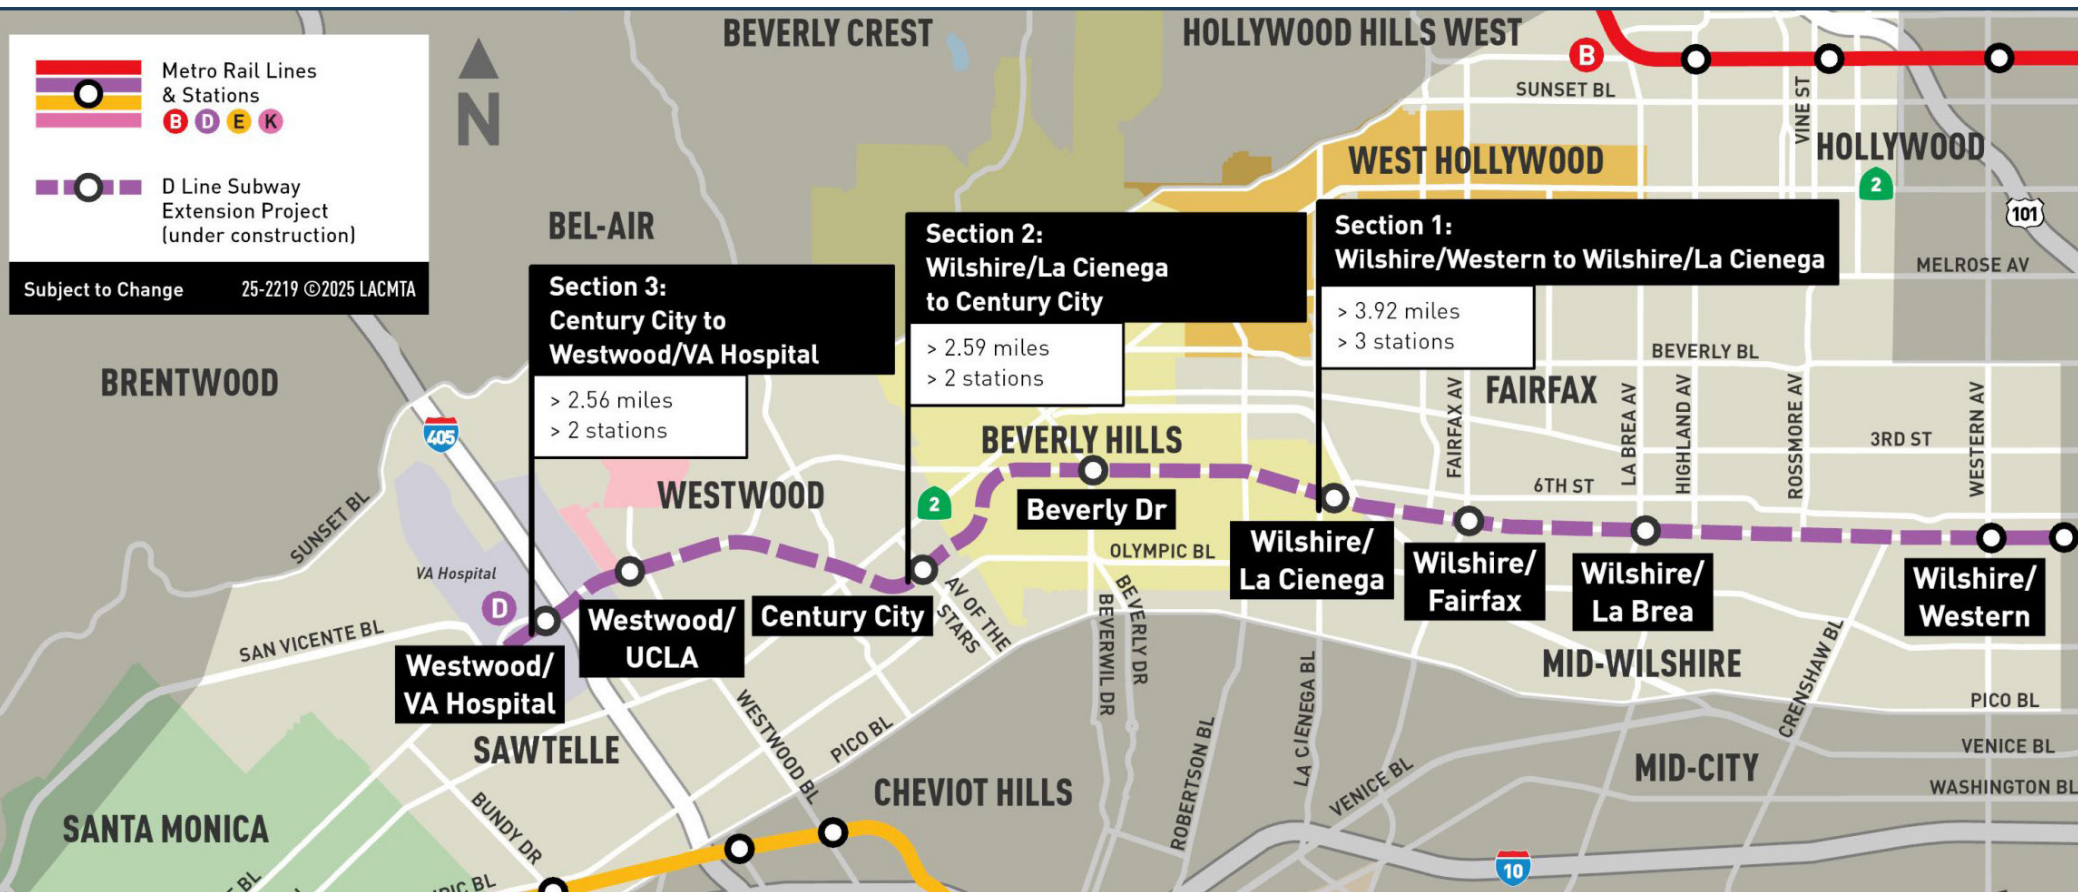 Metro Rail Lines
& Stations
B D E K
D Line Subway
Extension Project
(under construction)
Subject to Change 25-2219 ©2025 LACMTA
N
BEVERLY CREST
HOLLYWOOD HILLS WEST
B
SUNSET BL
VINE ST
HOLLYWOOD
WEST HOLLYWOOD
2
101
MELROSE AV
BEL-AIR
BRENTWOOD
405
Section 3:
Century City to
Westwood/VA Hospital
> 2.56 miles
> 2 stations
Section 2:
Wilshire/La Cienega
to Century City
> 2.59 miles
> 2 stations
Section 1:
Wilshire/Western to Wilshire/La Cienega
> 3.92 miles
> 3 stations
BEVERLY BL
FAIRFAX
FAIRFAX AV
LA BREA AV
HIGHLAND AV
ROSSMORE AV
WESTERN AV
3RD ST
6TH ST
BEVERLY HILLS
WESTWOOD
2
SUNSET BL
VA Hospital
D
SAN VICENTE BL
Westwood/
VA Hospital
Westwood/
UCLA
Century City
AV OF THE
STARS
Beverly Dr
OLYMPIC BL
Wilshire/
La Cienega
Wilshire/
Fairfax
Wilshire/
La Brea
Wilshire/
Western
BEVERWIL DR
BEVERLY DR
MID-WILSHIRE
CRENSHAW BL
PICO BL
VENICE BL
WASHINGTON BL
MID-CITY
LA CIENEGA BL
ROBERTSON BL
VENICE BL
CHEVIOT HILLS
PICO BL
WESTWOOD BL
SAWTELLE
BUNDY DR
SANTA MONICA
BL
PIC BL
10